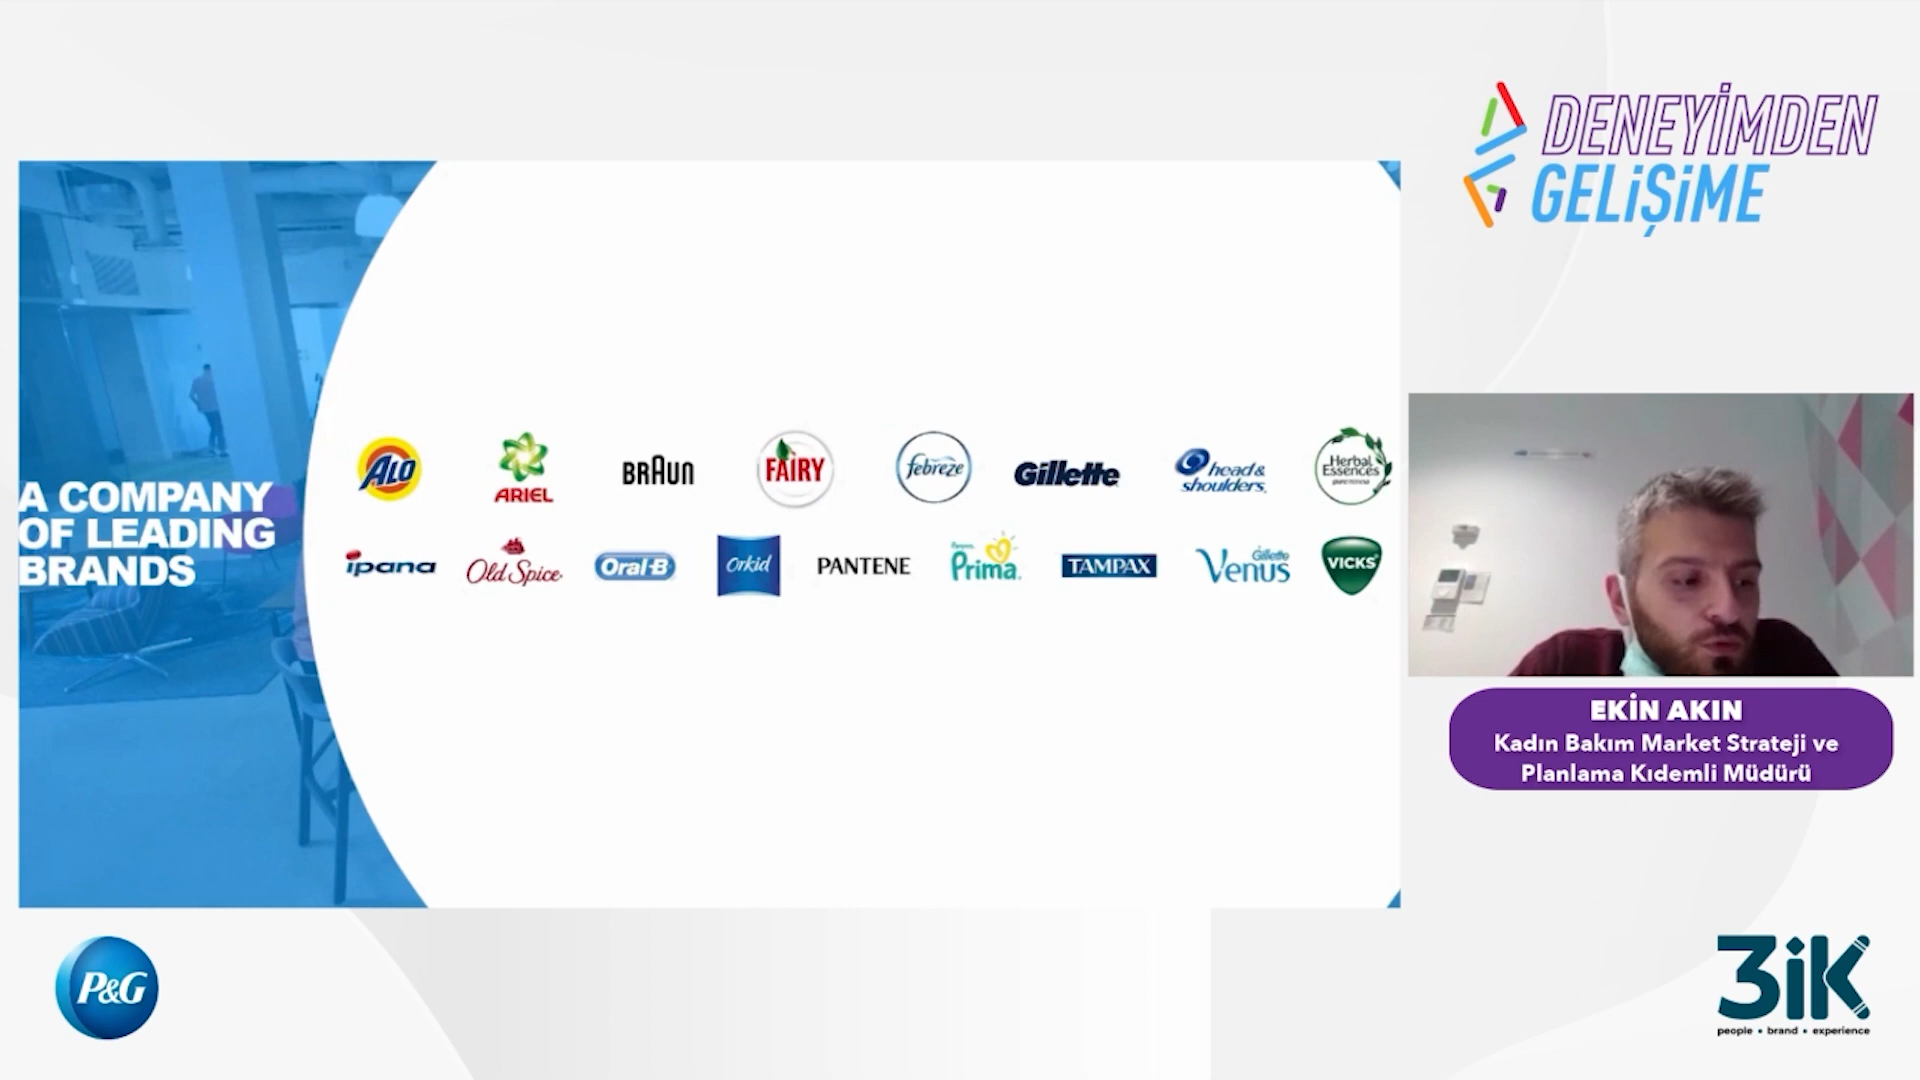 DENEYİMDEN
GELİŞİME
A COMPANY
OF LEADING
BRANDS
ALO
ARIEL
BRAUN
FAIRY
febreze
Gillette
head&
shoulders
Herbal
Essences
ipana
Old Spice
Oral-B
Orkid
PANTENE
Prima
TAMPAX
Gillette
Venus
VICKS
EKİN AKIN
Kadın Bakım Market Strateji ve
Planlama Kıdemli Müdürü
P&G
3iK
people • brand • experience